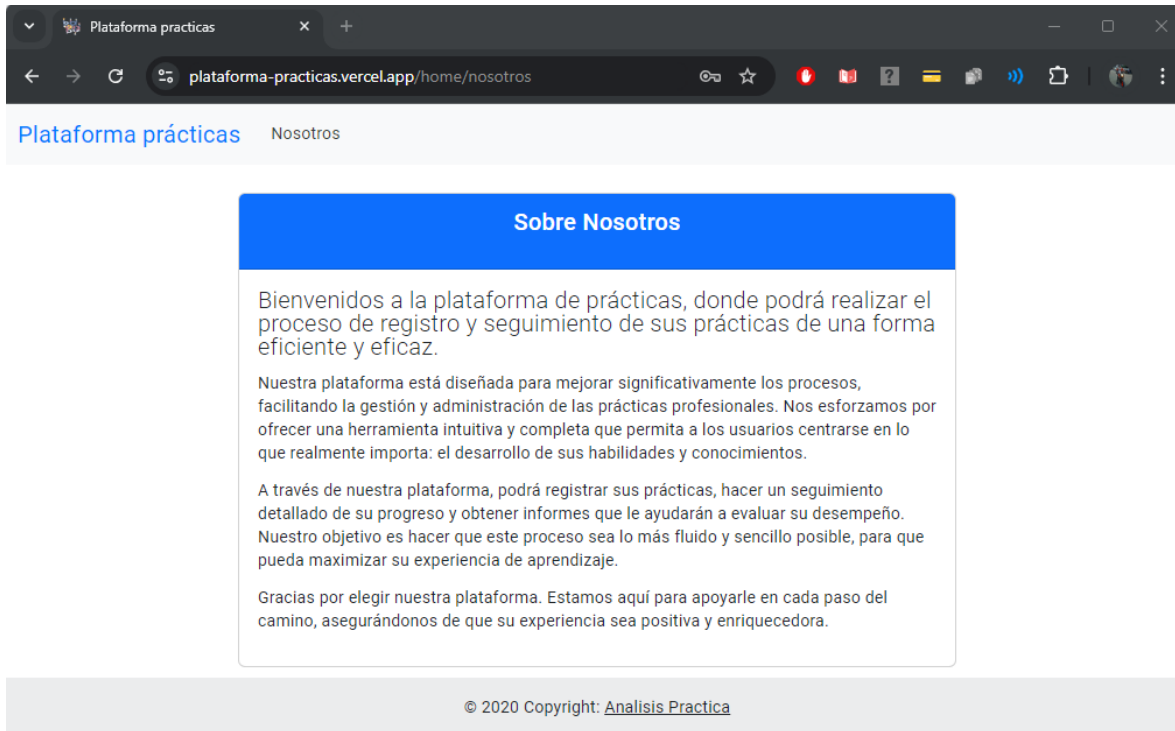 Plataforma practicas
plataforma-practicas.vercel.app/home/nosotros
Plataforma prácticas Nosotros
Sobre Nosotros
Bienvenidos a la plataforma de prácticas, donde podrá realizar el
proceso de registro y seguimiento de sus prácticas de una forma
eficiente y eficaz.
Nuestra plataforma está diseñada para mejorar significativamente los procesos,
facilitando la gestión y administración de las prácticas profesionales. Nos esforzamos por
ofrecer una herramienta intuitiva y completa que permita a los usuarios centrarse en lo
que realmente importa: el desarrollo de sus habilidades y conocimientos.
A través de nuestra plataforma, podrá registrar sus prácticas, hacer un seguimiento
detallado de su progreso y obtener informes que le ayudarán a evaluar su desempeño.
Nuestro objetivo es hacer que este proceso sea lo más fluido y sencillo posible, para que
pueda maximizar su experiencia de aprendizaje.
Gracias por elegir nuestra plataforma. Estamos aquí para apoyarle en cada paso del
camino, asegurándonos de que su experiencia sea positiva y enriquecedora.
© 2020 Copyright: Analisis Practica